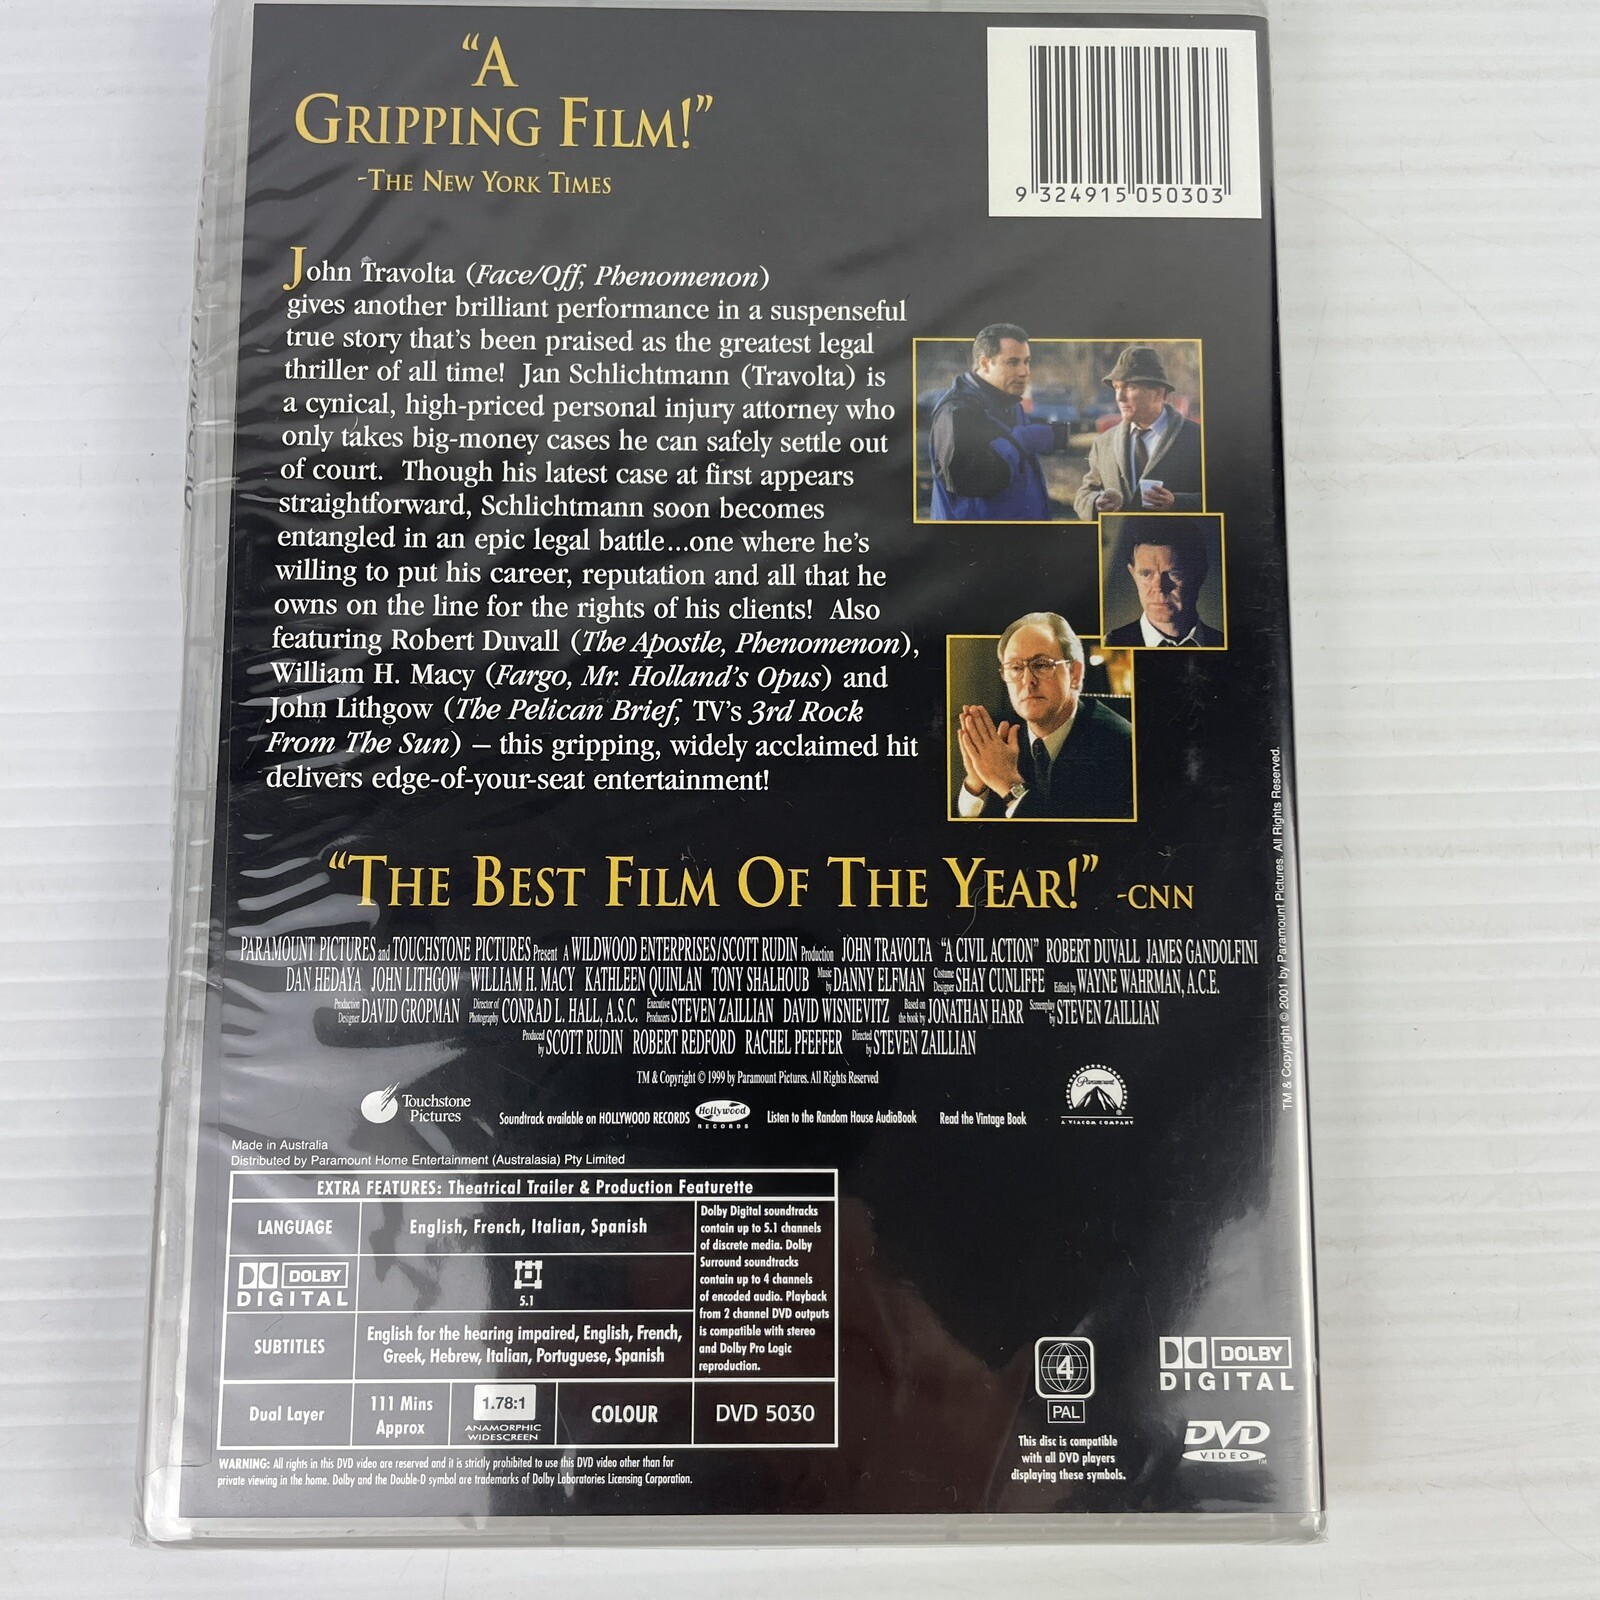 “A
GRIPPING FILM!”
-THE NEW YORK TIMES
9 324915 050303
John Travolta (Face/Off, Phenomenon)
gives another brilliant performance in a suspenseful
true story that's been praised as the greatest legal
thriller of all time! Jan Schlichtmann (Travolta) is
a cynical, high-priced personal injury attorney who
only takes big-money cases he can safely settle out
of court. Though his latest case at first appears
straightforward, Schlichtmann soon becomes
entangled in an epic legal battle...one where he's
willing to put his career, reputation and all that he
owns on the line for the rights of his clients! Also
featuring Robert Duvall (The Apostle, Phenomenon),
William H. Macy (Fargo, Mr. Holland's Opus) and
John Lithgow (The Pelican Brief, TV's 3rd Rock
From The Sun) – this gripping, widely acclaimed hit
delivers edge-of-your-seat entertainment!
“THE BEST FILM OF THE YEAR!” -CNN
PARAMOUNT PICTURES and TOUCHSTONE PICTURES Present A WILDWOOD ENTERPRISES/SCOTT RUDIN Production JOHN TRAVOLTA “A CIVIL ACTION” ROBERT DUVALL JAMES GANDOLFINI
DAN HEDAYA JOHN LITHGOW WILLIAM H. MACY KATHLEEN QUINLAN TONY SHALHOUB Music by DANNY ELFMAN Costume Designer SHAY CUNLIFFE Edited by WAYNE WAHRMAN, A.C.E.
Production Designer DAVID GROPMAN Director of Photography CONRAD L. HALL, A.S.C. Executive Producers STEVEN ZAILLIAN DAVID WISNIEVITZ Based on the book by JONATHAN HARR Screenplay by STEVEN ZAILLIAN
Produced by SCOTT RUDIN ROBERT REDFORD RACHEL PFEFFER Directed by STEVEN ZAILLIAN
TM & Copyright © 1999 by Paramount Pictures. All Rights Reserved
Touchstone
Pictures
Soundtrack available on HOLLYWOOD RECORDS
Hollywood
RECORDS
Listen to the Random House AudioBook
Read the Vintage Book
Paramount
A VIACOM COMPANY
TM & Copyright © 2001 by Paramount Pictures. All Rights Reserved.
Made in Australia
Distributed by Paramount Home Entertainment (Australasia) Pty Limited
EXTRA FEATURES: Theatrical Trailer & Production Featurette
LANGUAGE
English, French, Italian, Spanish
DOLBY
DIGITAL
5.1
SUBTITLES
English for the hearing impaired, English, French,
Greek, Hebrew, Italian, Portuguese, Spanish
Dolby Digital soundtracks
contain up to 5.1 channels
of discrete media. Dolby
Surround soundtracks
contain up to 4 channels
of encoded audio. Playback
from 2 channel DVD outputs
is compatible with stereo
and Dolby Pro Logic
reproduction.
Dual Layer
111 Mins
Approx
1.78:1
ANAMORPHIC
WIDESCREEN
COLOUR
DVD 5030
WARNING: All rights in this DVD video are reserved and it is strictly prohibited to use this DVD video other than for
private viewing in the home. Dolby and the Double-D symbol are trademarks of Dolby Laboratories Licensing Corporation.
4
PAL
This disc is compatible
with all DVD players
displaying these symbols.
DOLBY
DIGITAL
DVD
VIDEO
TM